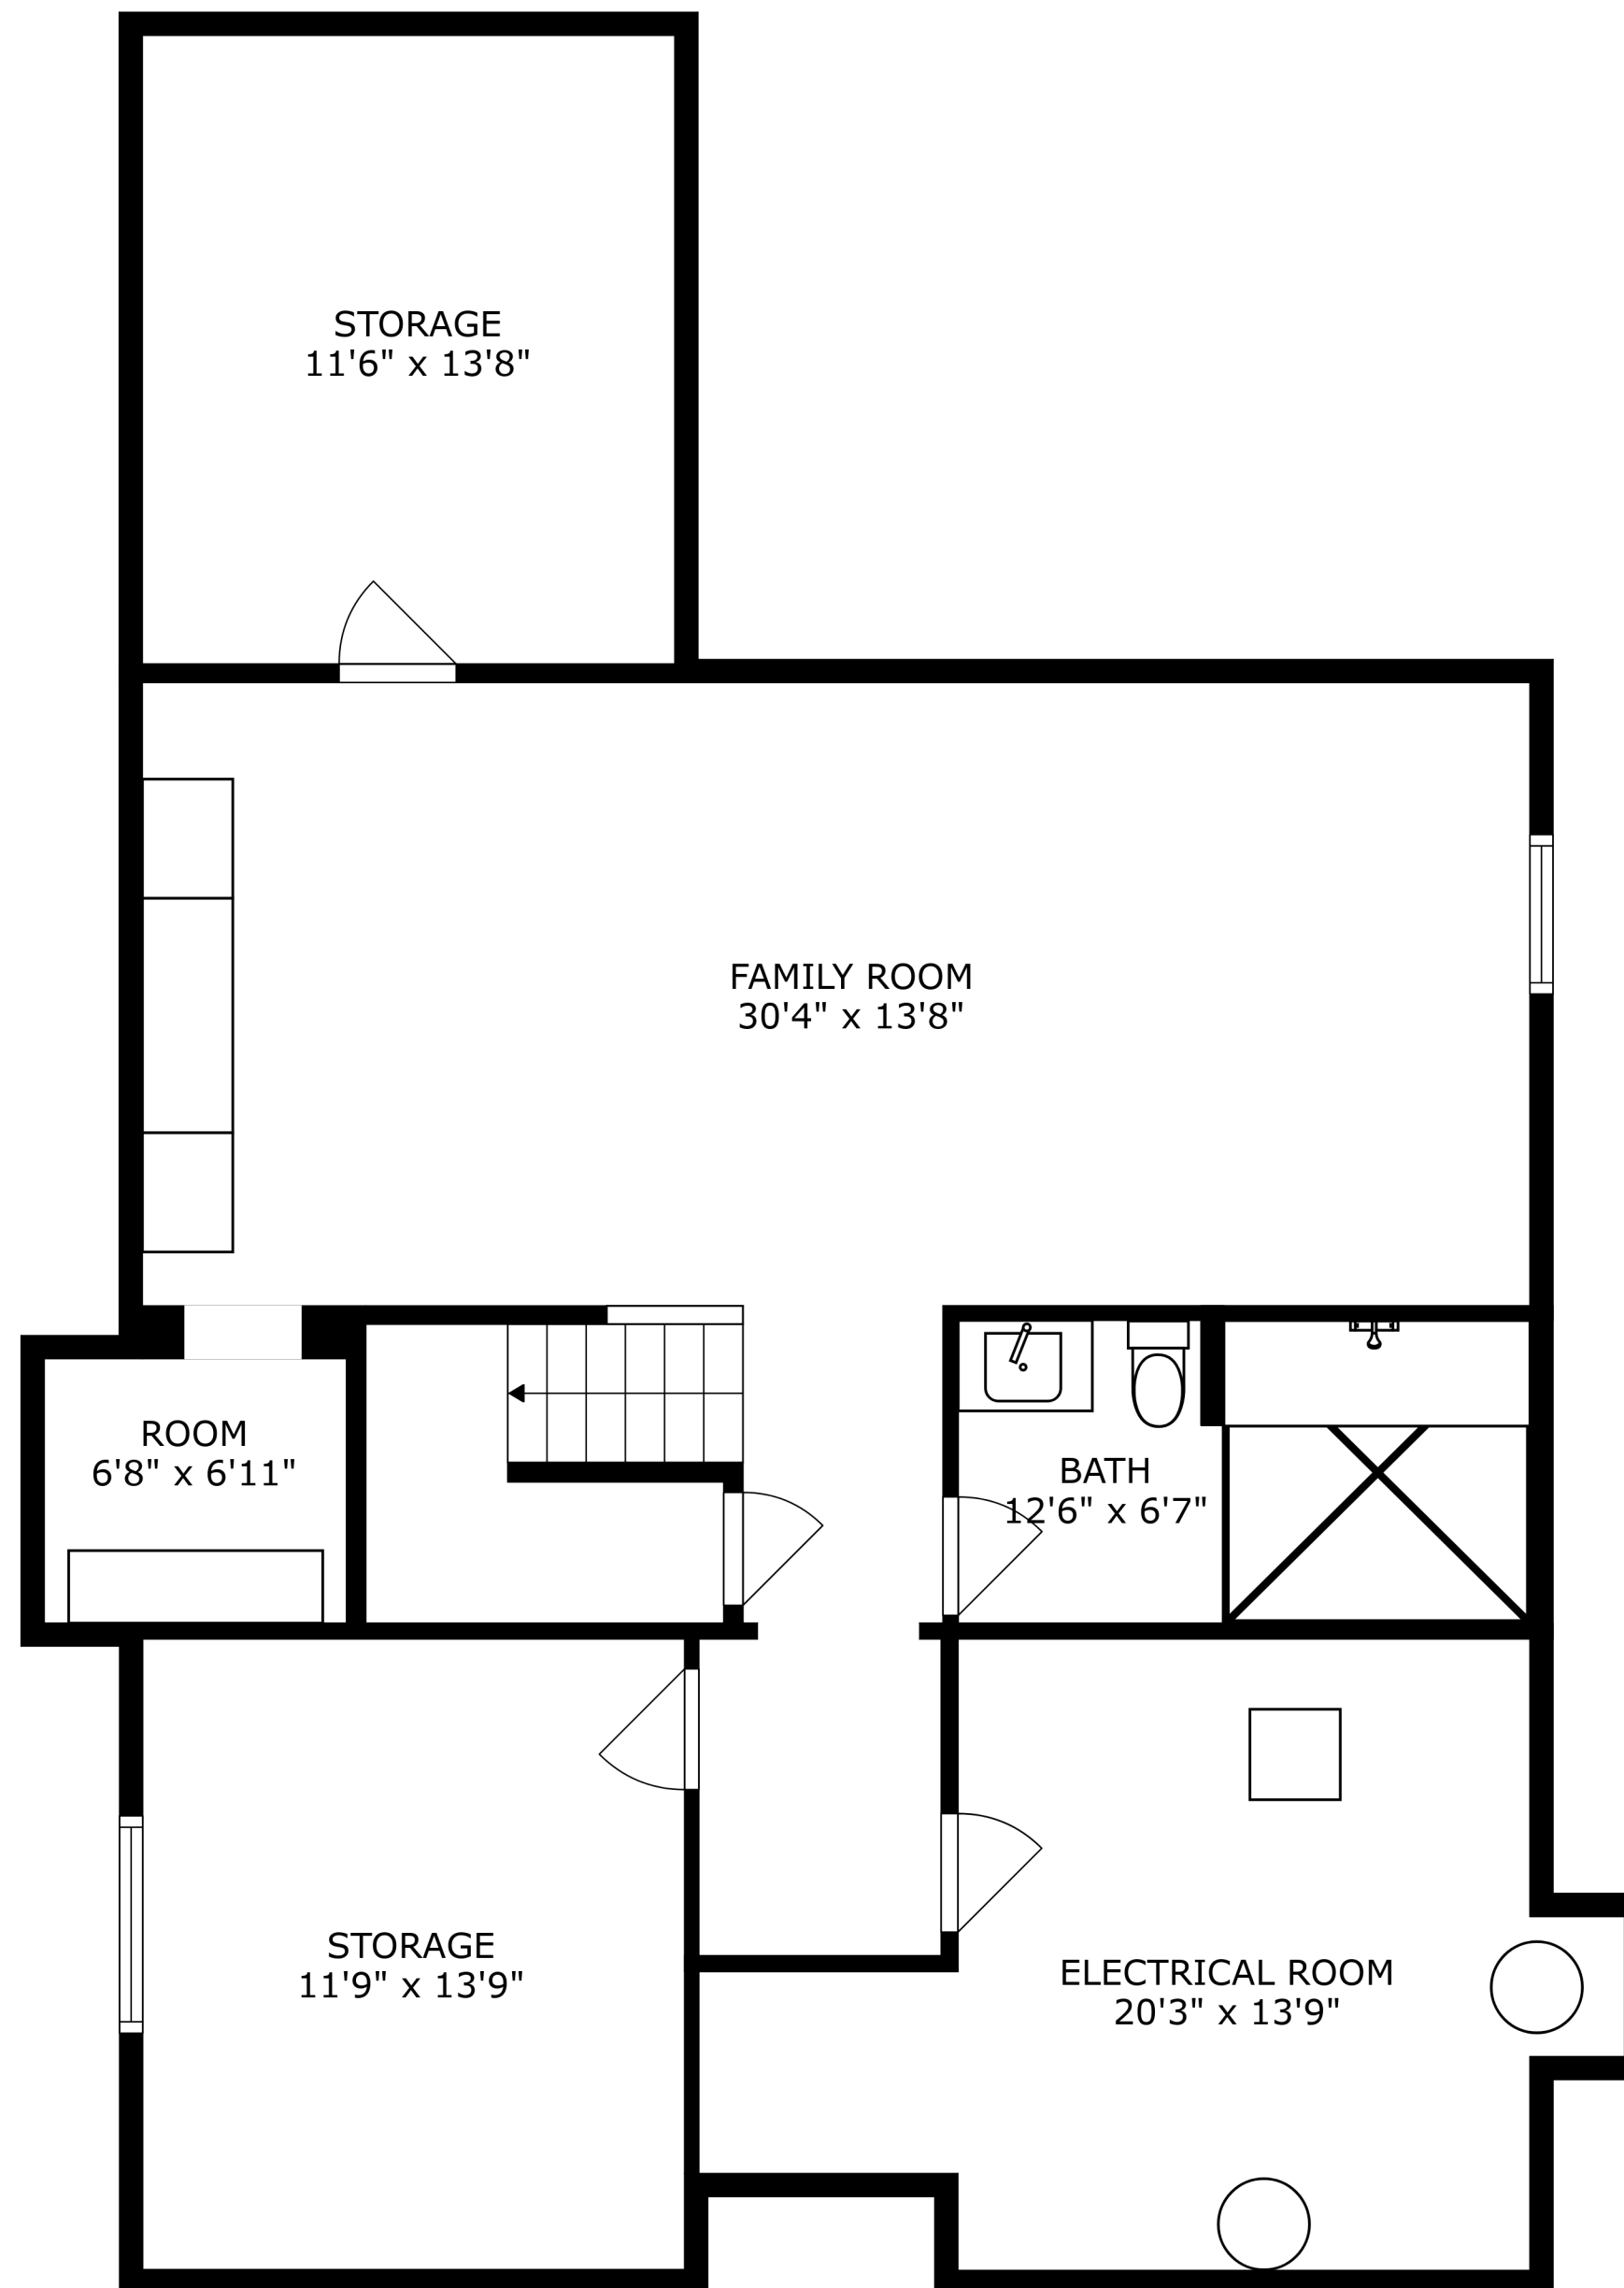 STORAGE
11'6" x 13'8"
FAMILY ROOM
30'4" x 13'8"
ROOM
6'8" x 6'11"
BATH
12'6" x 6'7"
STORAGE
11'9" x 13'9"
ELECTRICAL ROOM
20'3" x 13'9"